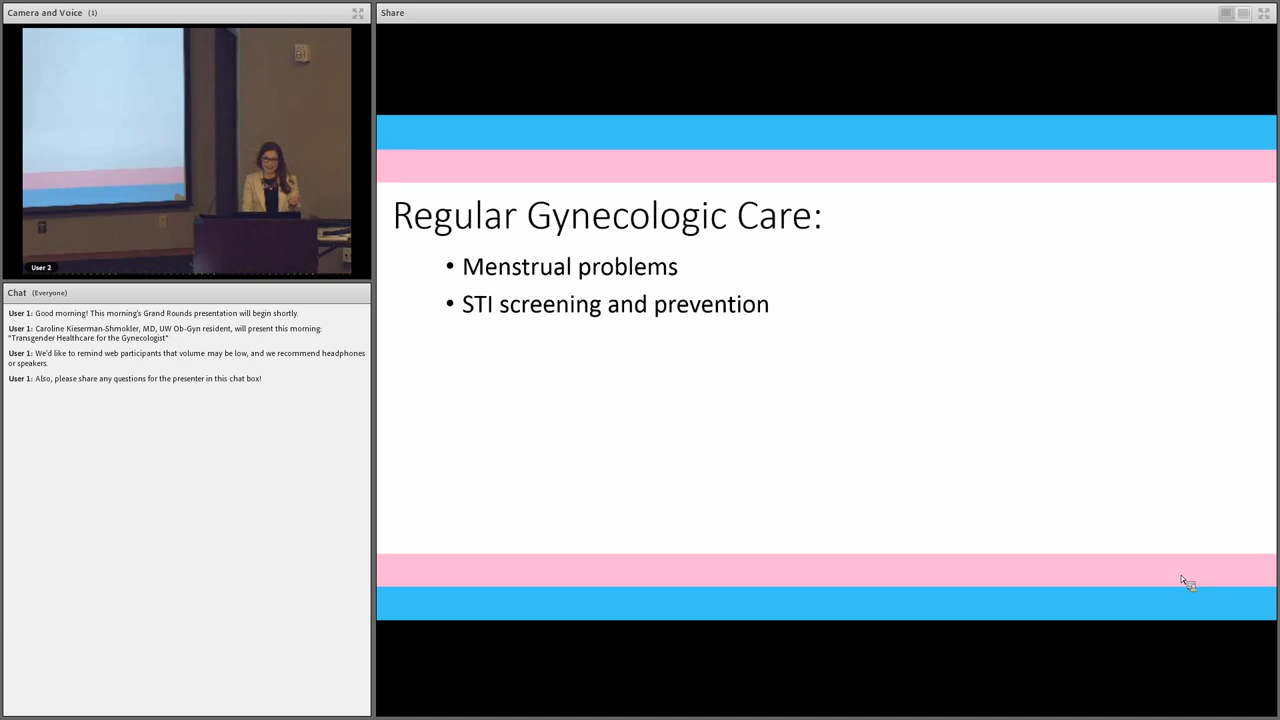 Camera and Voice (1)
User 2
Chat (Everyone)
User 1: Good morning! This morning's Grand Rounds presentation will begin shortly.
User 1: Caroline Kieserman-Shmokler, MD, UW Ob-Gyn resident, will present this morning:
"Transgender Healthcare for the Gynecologist"
User 1: We'd like to remind web participants that volume may be low, and we recommend headphones
or speakers.
User 1: Also, please share any questions for the presenter in this chat box!
Share
Regular Gynecologic Care:
• Menstrual problems
• STI screening and prevention